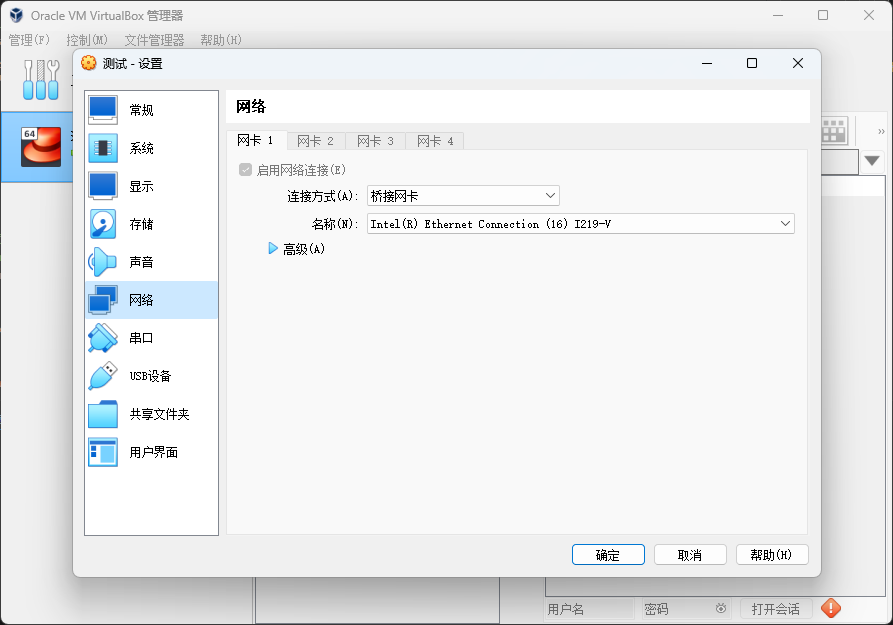 Oracle VM VirtualBox 管理器
管理(F) 控制(M) 文件管理器 帮助(H)
测试 - 设置
64
常规
系统
显示
存储
声音
网络
串口
USB设备
共享文件夹
用户界面
网络
网卡 1 网卡 2 网卡 3 网卡 4
启用网络连接(E)
连接方式(A): 桥接网卡
名称(N): Intel(R) Ethernet Connection (16) I219-V
高级(A)
确定 取消 帮助(H)
用户名 密码 打开会话